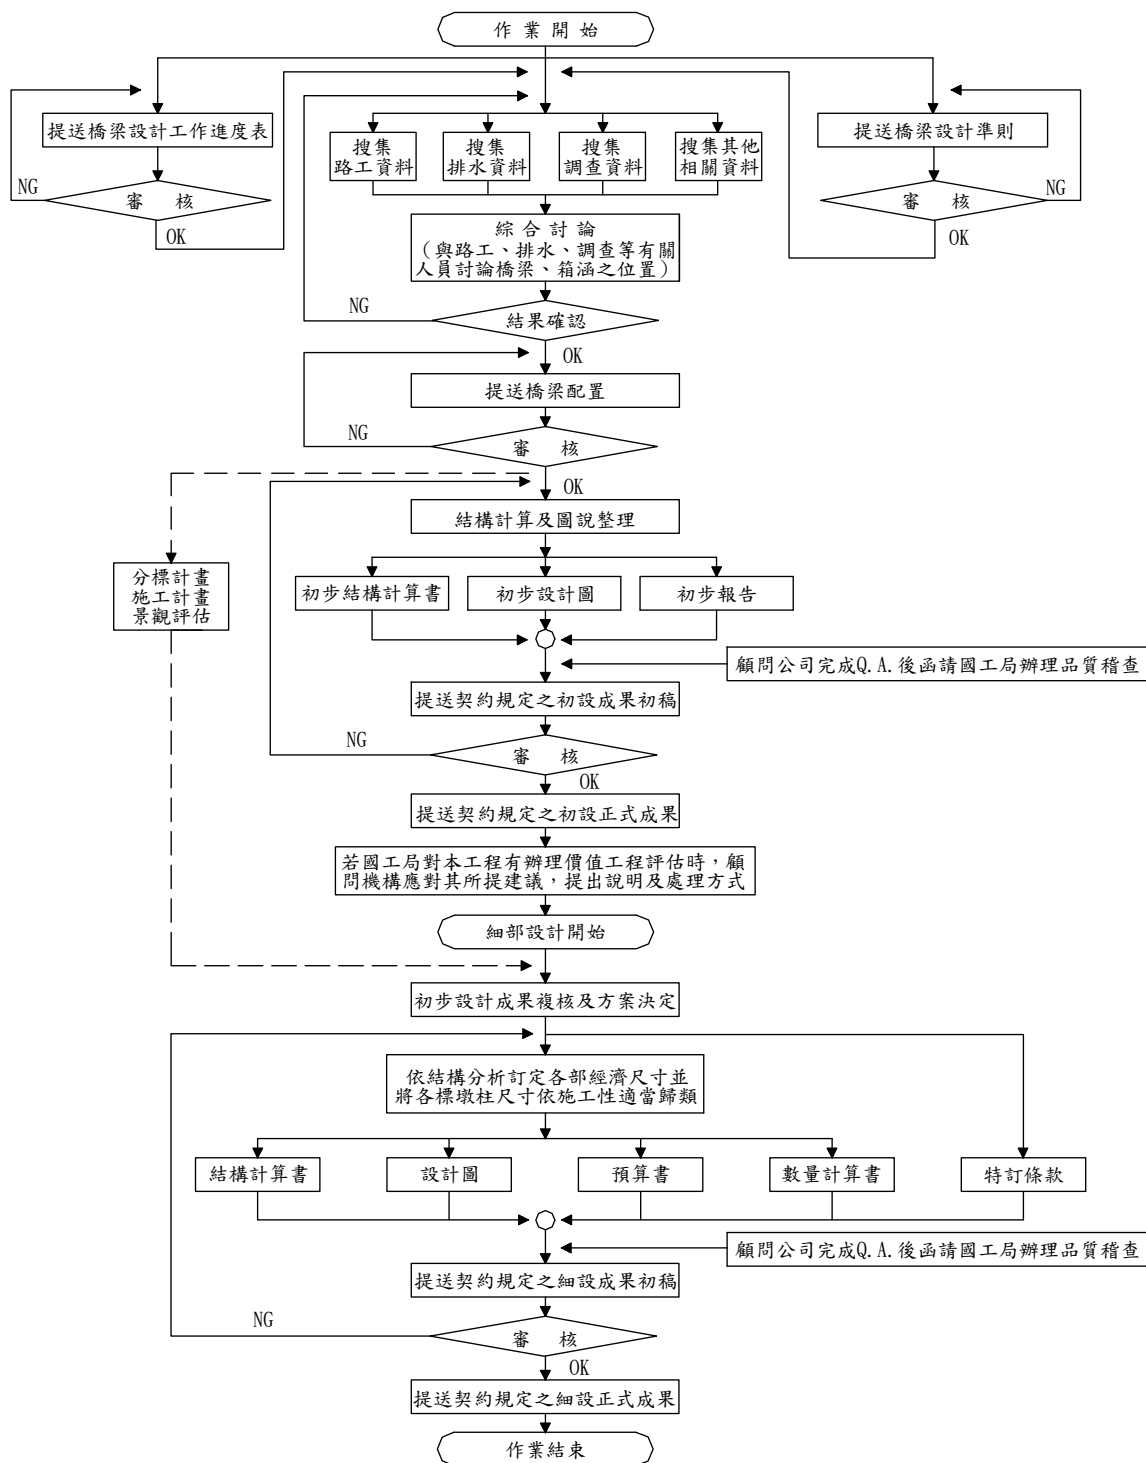 作業開始
提送橋梁設計工作進度表
搜集
路工資料
搜集
排水資料
搜集
調查資料
搜集其他
相關資料
提送橋梁設計準則
NG
審核
OK
審核
NG
OK
綜合討論
（與路工、排水、調查等有關
人員討論橋梁、箱涵之位置）
NG
結果確認
OK
提送橋梁配置
NG
審核
OK
結構計算及圖說整理
分標計畫
施工計畫
景觀評估
初步結構計算書
初步設計圖
初步報告
顧問公司完成Q.A.後函請國工局辦理品質稽查
提送契約規定之初設成果初稿
NG
審核
OK
提送契約規定之初設正式成果
若國工局對本工程有辦理價值工程評估時，顧
問機構應對其所提建議，提出說明及處理方式
細部設計開始
初步設計成果複核及方案決定
依結構分析訂定各部經濟尺寸並
將各標墩柱尺寸依施工性適當歸類
結構計算書
設計圖
預算書
數量計算書
特訂條款
顧問公司完成Q.A.後函請國工局辦理品質稽查
提送契約規定之細設成果初稿
NG
審核
OK
提送契約規定之細設正式成果
作業結束